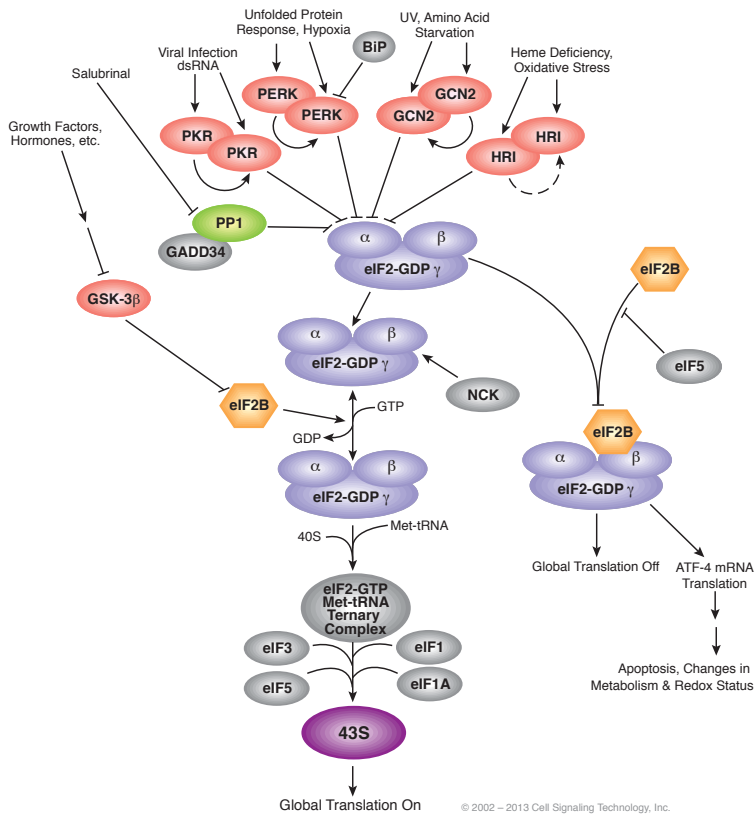 Unfolded Protein
Response, Hypoxia
UV, Amino Acid
Starvation
BiP
Viral Infection
dsRNA
Heme Deficiency,
Oxidative Stress
Salubrinal
PERK
PERK
GCN2
GCN2
Growth Factors,
Hormones, etc.
PKR
PKR
HRI
HRI
PP1
GADD34
α
β
eIF2-GDP γ
eIF2B
GSK-3β
α
β
eIF2-GDP γ
eIF5
NCK
eIF2B
GTP
GDP
eIF2B
α
β
eIF2-GDP γ
α
β
eIF2-GDP γ
40S
Met-tRNA
Global Translation Off
ATF-4 mRNA
Translation
eIF2-GTP
Met-tRNA
Ternary
Complex
eIF3
eIF1
eIF5
eIF1A
Apoptosis, Changes in
Metabolism & Redox Status
43S
Global Translation On
© 2002 – 2013 Cell Signaling Technology, Inc.